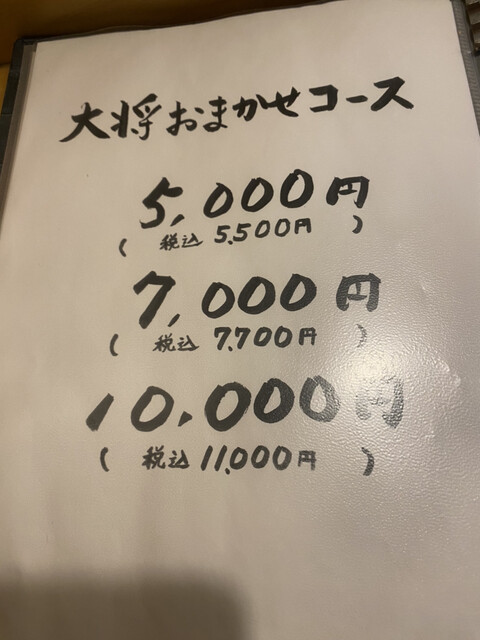 大将おまかせコース
5,000円
( 税込 5.500円 )
7,000円
( 税込 7.700円 )
10,000円
( 税込 11.000円 )